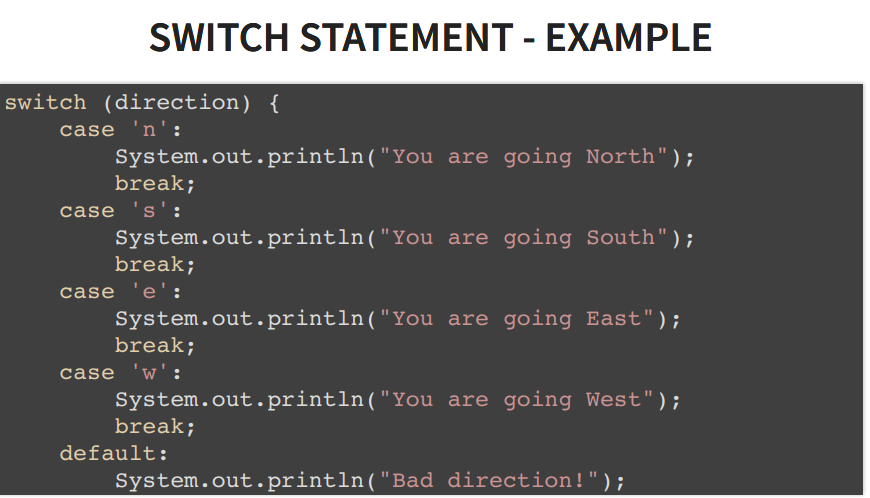 SWITCH STATEMENT - EXAMPLE
switch (direction) {
    case 'n':
        System.out.println("You are going North");
        break;
    case 's':
        System.out.println("You are going South");
        break;
    case 'e':
        System.out.println("You are going East");
        break;
    case 'w':
        System.out.println("You are going West");
        break;
    default:
        System.out.println("Bad direction!");